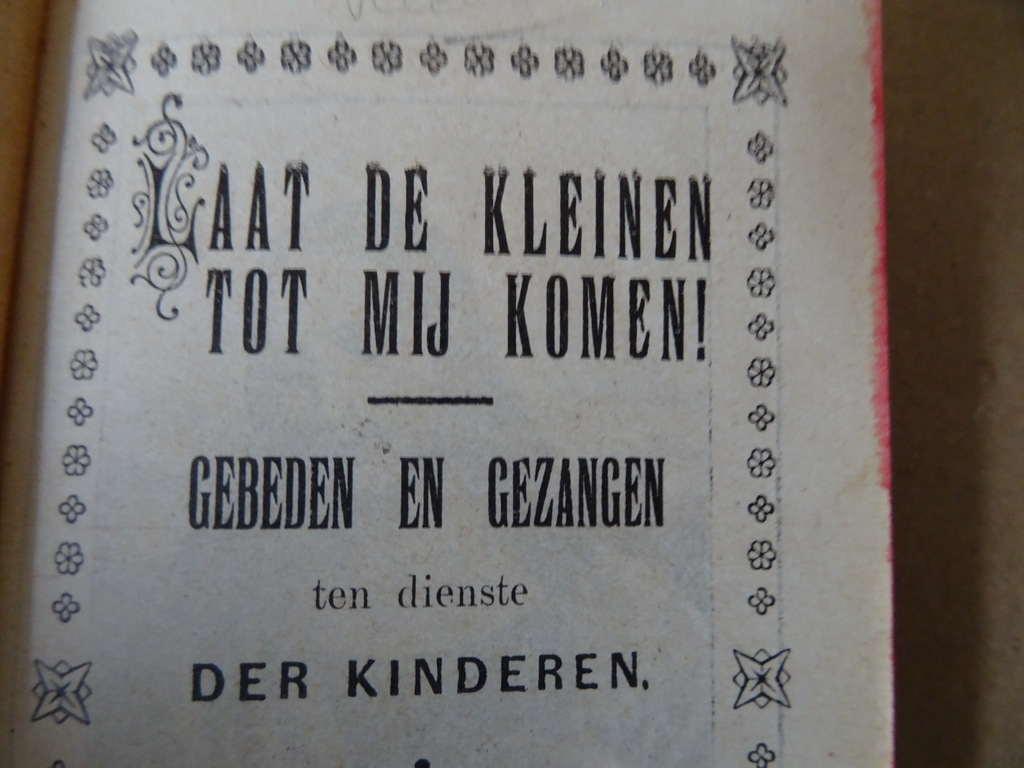 LAAT DE KLEINEN
TOT MIJ KOMEN!
GEBEDEN EN GEZANGEN
ten dienste
DER KINDEREN.